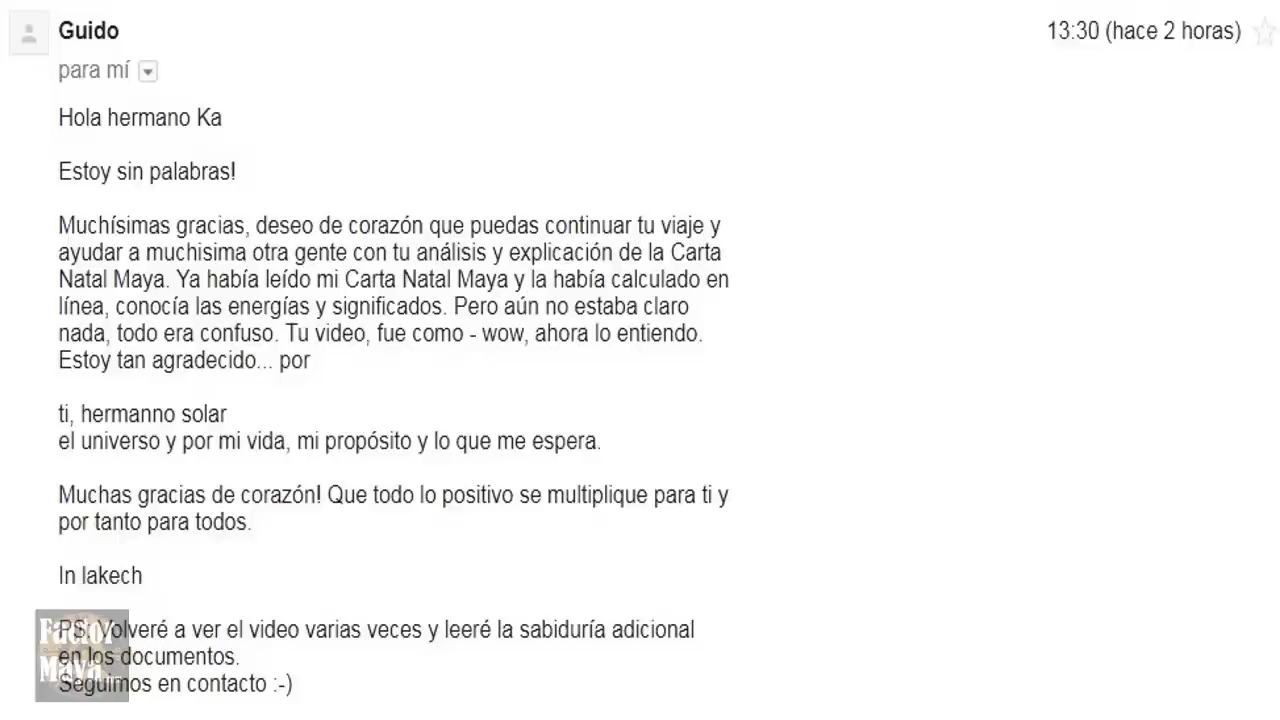 Guido
13:30 (hace 2 horas)
para mí
Hola hermano Ka
Estoy sin palabras!
Muchísimas gracias, deseo de corazón que puedas continuar tu viaje y
ayudar a muchisima otra gente con tu análisis y explicación de la Carta
Natal Maya. Ya había leído mi Carta Natal Maya y la había calculado en
línea, conocía las energías y significados. Pero aún no estaba claro
nada, todo era confuso. Tu video, fue como - wow, ahora lo entiendo.
Estoy tan agradecido... por
ti, hermanno solar
el universo y por mi vida, mi propósito y lo que me espera.
Muchas gracias de corazón! Que todo lo positivo se multiplique para ti y
por tanto para todos.
In lakech
PS: Volveré a ver el video varias veces y leeré la sabiduría adicional
en los documentos.
Seguimos en contacto :-)
Factor
Maya